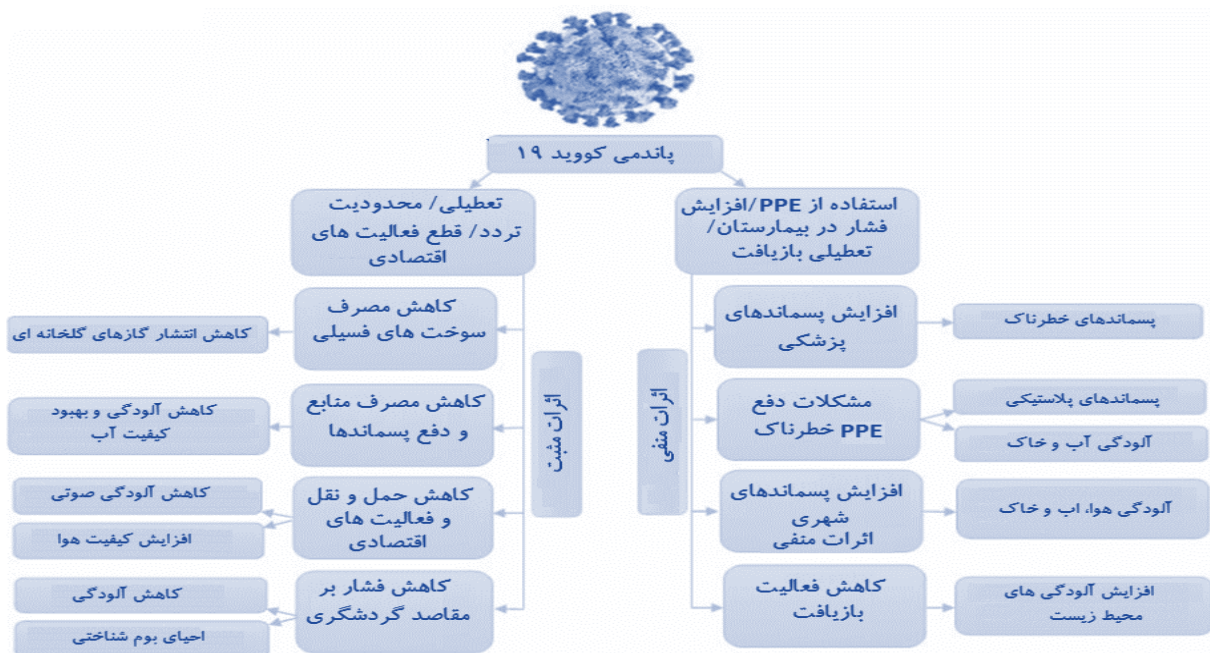 پاندمی کووید ۱۹
استفاده از PPE/افزایش
فشار در بیمارستان/
تعطیلی بازیافت
تعطیلی/ محدودیت
تردد/ قطع فعالیت های
اقتصادی
اثرات منفی
افزایش پسماندهای
پزشکی
پسماندهای خطرناک
مشکلات دفع
PPE خطرناک
پسماندهای پلاستیکی
آلودگی آب و خاک
افزایش پسماندهای
شهری
اثرات منفی
آلودگی هوا، اب و خاک
کاهش فعالیت
بازیافت
افزایش آلودگی های
محیط زیست
اثرات مثبت
کاهش مصرف
سوخت های فسیلی
کاهش انتشار گازهای گلخانه ای
کاهش مصرف متابع
و دفع پسماندها
کاهش آلودگی و بهبود
کیفیت آب
کاهش حمل و نقل
و فعالیت های
اقتصادی
کاهش آلودگی صوتی
افزایش کیفیت هوا
کاهش فشار بر
مقاصد گردشگری
کاهش آلودگی
احیای بوم شناختی